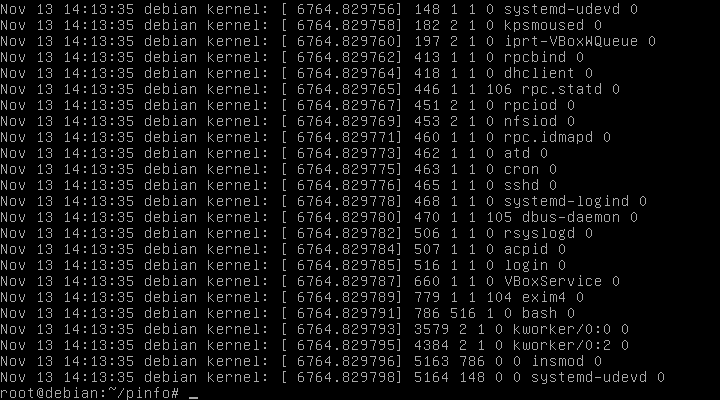 Nov 13 14:13:35 debian kernel: [ 6764.829756] 148 1 1 0 systemd-udevd 0
Nov 13 14:13:35 debian kernel: [ 6764.829758] 182 2 1 0 kpsmoused 0
Nov 13 14:13:35 debian kernel: [ 6764.829760] 197 2 1 0 iprt-VBoxWQueue 0
Nov 13 14:13:35 debian kernel: [ 6764.829762] 413 1 1 0 rpcbind 0
Nov 13 14:13:35 debian kernel: [ 6764.829764] 418 1 1 0 dhclient 0
Nov 13 14:13:35 debian kernel: [ 6764.829765] 446 1 1 106 rpc.statd 0
Nov 13 14:13:35 debian kernel: [ 6764.829767] 451 2 1 0 rpciod 0
Nov 13 14:13:35 debian kernel: [ 6764.829769] 453 2 1 0 nfsiod 0
Nov 13 14:13:35 debian kernel: [ 6764.829771] 460 1 1 0 rpc.idmapd 0
Nov 13 14:13:35 debian kernel: [ 6764.829773] 462 1 1 0 atd 0
Nov 13 14:13:35 debian kernel: [ 6764.829775] 463 1 1 0 cron 0
Nov 13 14:13:35 debian kernel: [ 6764.829776] 465 1 1 0 sshd 0
Nov 13 14:13:35 debian kernel: [ 6764.829778] 468 1 1 0 systemd-logind 0
Nov 13 14:13:35 debian kernel: [ 6764.829780] 470 1 1 105 dbus-daemon 0
Nov 13 14:13:35 debian kernel: [ 6764.829782] 506 1 1 0 rsyslogd 0
Nov 13 14:13:35 debian kernel: [ 6764.829784] 507 1 1 0 acpid 0
Nov 13 14:13:35 debian kernel: [ 6764.829785] 516 1 1 0 login 0
Nov 13 14:13:35 debian kernel: [ 6764.829787] 660 1 1 0 VBoxService 0
Nov 13 14:13:35 debian kernel: [ 6764.829789] 779 1 1 104 exim4 0
Nov 13 14:13:35 debian kernel: [ 6764.829791] 786 516 1 0 bash 0
Nov 13 14:13:35 debian kernel: [ 6764.829793] 3579 2 1 0 kworker/0:0 0
Nov 13 14:13:35 debian kernel: [ 6764.829795] 4384 2 1 0 kworker/0:2 0
Nov 13 14:13:35 debian kernel: [ 6764.829796] 5163 786 0 0 insmod 0
Nov 13 14:13:35 debian kernel: [ 6764.829798] 5164 148 0 0 systemd-udevd 0
root@debian:~/pinfo# _